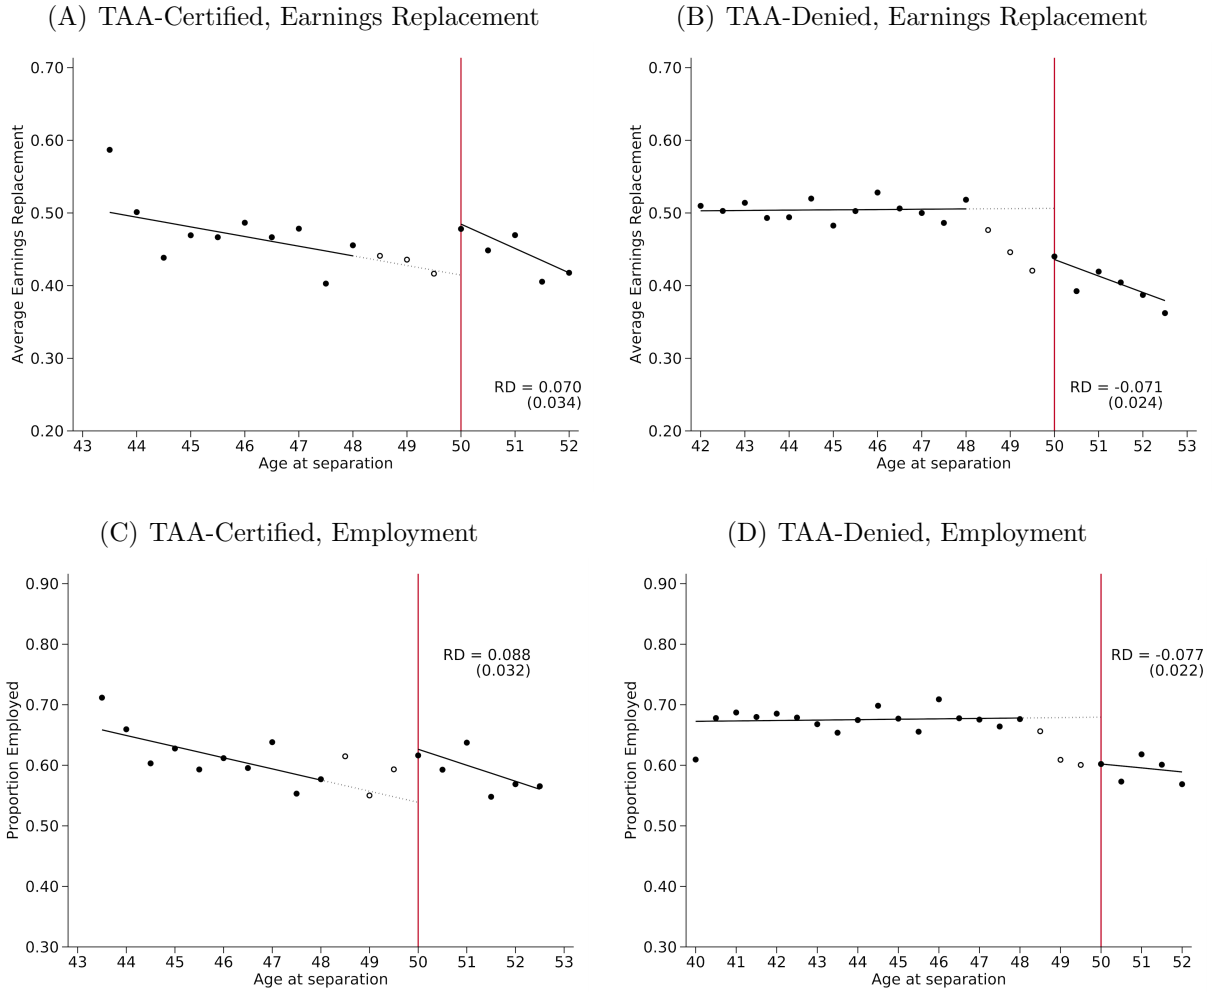 (A) TAA-Certified, Earnings Replacement
0.70
0.60
0.50
0.40
0.30
0.20
Average Earnings Replacement
RD = 0.070
(0.034)
43 44 45 46 47 48 49 50 51 52
Age at separation
(B) TAA-Denied, Earnings Replacement
0.70
0.60
0.50
0.40
0.30
0.20
Average Earnings Replacement
RD = -0.071
(0.024)
42 43 44 45 46 47 48 49 50 51 52 53
Age at separation
(C) TAA-Certified, Employment
0.90
0.80
0.70
0.60
0.50
0.40
0.30
Proportion Employed
RD = 0.088
(0.032)
43 44 45 46 47 48 49 50 51 52 53
Age at separation
(D) TAA-Denied, Employment
0.90
0.80
0.70
0.60
0.50
0.40
0.30
Proportion Employed
RD = -0.077
(0.022)
40 41 42 43 44 45 46 47 48 49 50 51 52
Age at separation